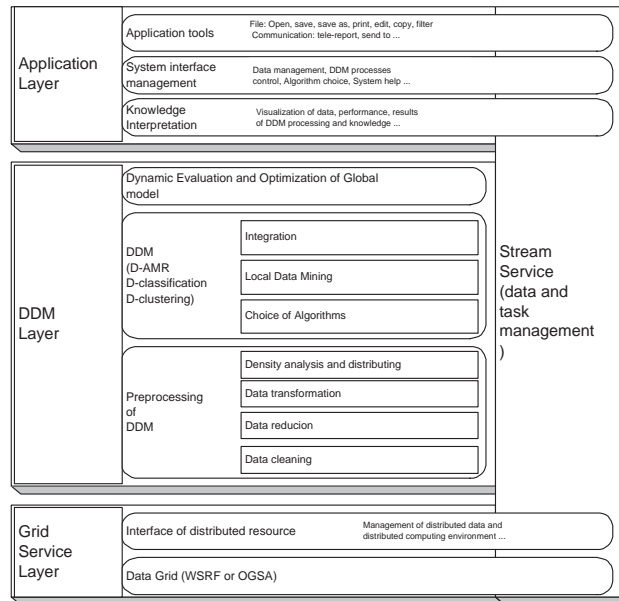 Application
Layer
Application tools
File: Open, save, save as, print, edit, copy, filter
Communication: tele-report, send to ...
System interface
management
Data management, DDM processes
control, Algorithm choice, System help ...
Knowledge
Interpretation
Visualization of data, performance, results
of DDM processing and knowledge ...
DDM
Layer
Dynamic Evaluation and Optimization of Global
model
DDM
(D-AMR
D-classification
D-clustering)
Integration
Local Data Mining
Choice of Algorithms
Preprocessing
of
DDM
Density analysis and distributing
Data transformation
Data reducion
Data cleaning
Stream
Service
(data and
task
management
)
Grid
Service
Layer
Interface of distributed resource
Management of distributed data and
distributed computing environment ...
Data Grid (WSRF or OGSA)